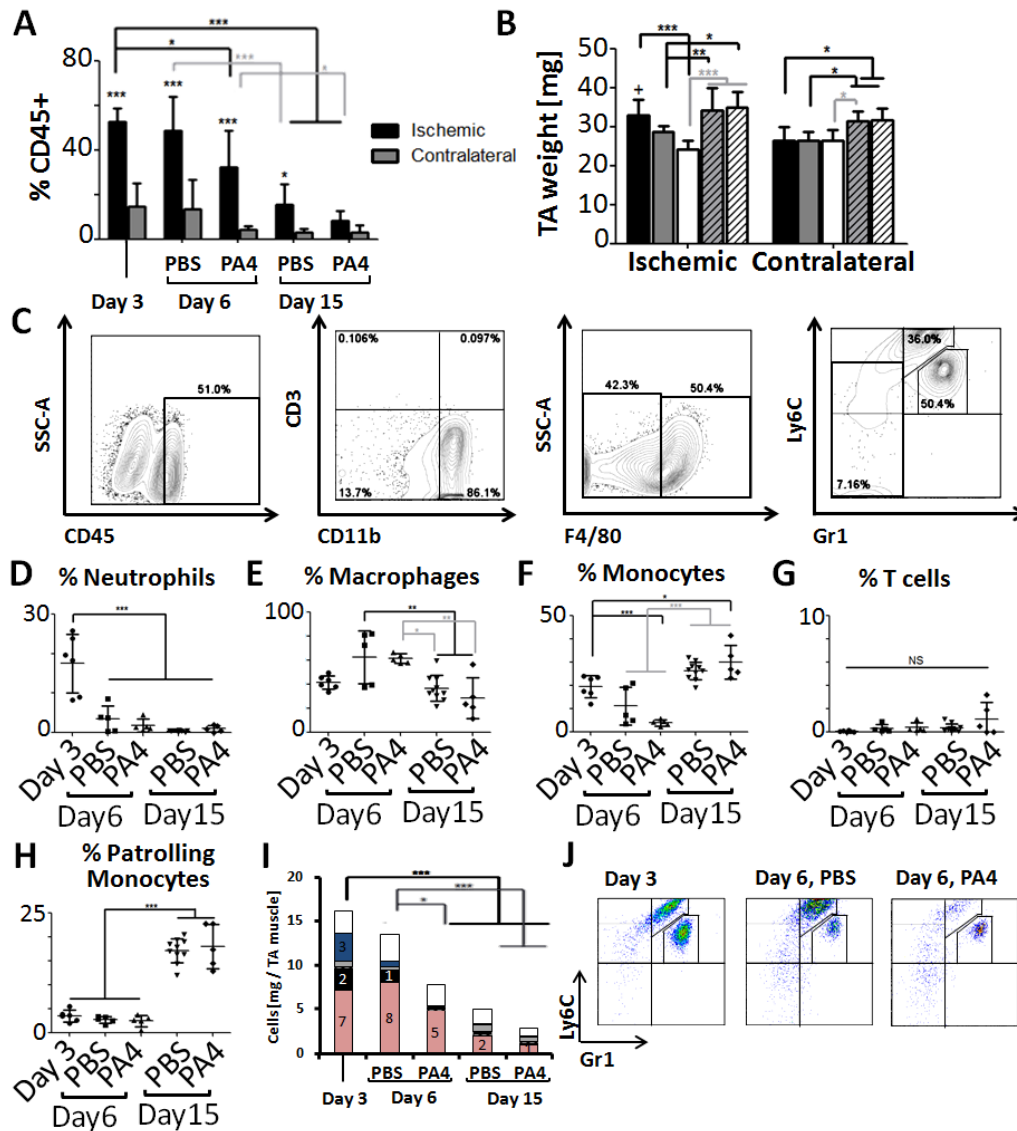 A
% CD45+
80
40
0
***
*
***
*
***
***
***
*
Ischemic
Contralateral
PBS PA4 PBS PA4
Day 3 Day 6 Day 15
B
TA weight [mg]
50
40
30
20
10
0
*** *
**
***
+
*
*
*
Ischemic Contralateral
C
SSC-A
51.0%
CD45
CD3
0.106% 0.097%
13.7% 86.1%
CD11b
SSC-A
42.3% 50.4%
F4/80
Ly6C
36.0%
50.4%
7.16%
Gr1
D
% Neutrophils
30
0
***
Day 3 PBS PA4 PBS PA4
Day6 Day15
E
% Macrophages
100
0
**
**
*
Day 3 PBS PA4 PBS PA4
Day6 Day15
F
% Monocytes
50
0
*
***
***
Day 3 PBS PA4 PBS PA4
Day6 Day15
G
% T cells
10
0
NS
Day 3 PBS PA4 PBS PA4
Day6 Day15
H
% Patrolling
Monocytes
25
0
***
Day 3 PBS PA4 PBS PA4
Day6 Day15
I
Cells[mg / TA muscle]
20
15
10
5
0
***
***
*
3
2
7
1
8
5
2
PBS PA4 PBS PA4
Day 3 Day 6 Day 15
J
Day 3 Day 6, PBS Day 6, PA4
Ly6C
Gr1